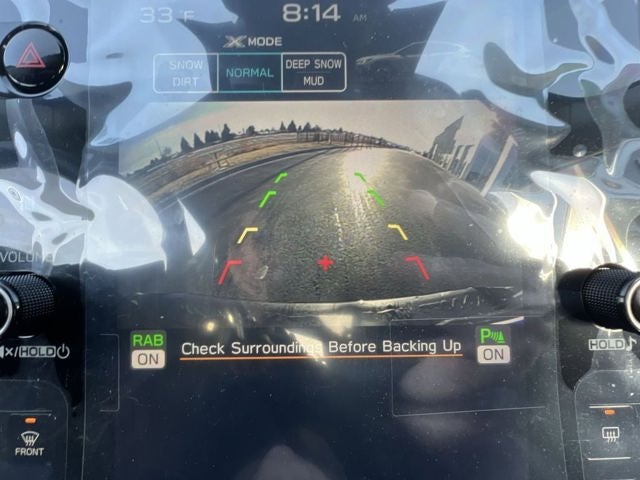 33°F
8:14 AM
X MODE
SNOW
DIRT
NORMAL
DEEP SNOW
MUD
VOLUME
/HOLD
HOLD
RAB
ON
Check Surroundings Before Backing Up
P
ON
FRONT